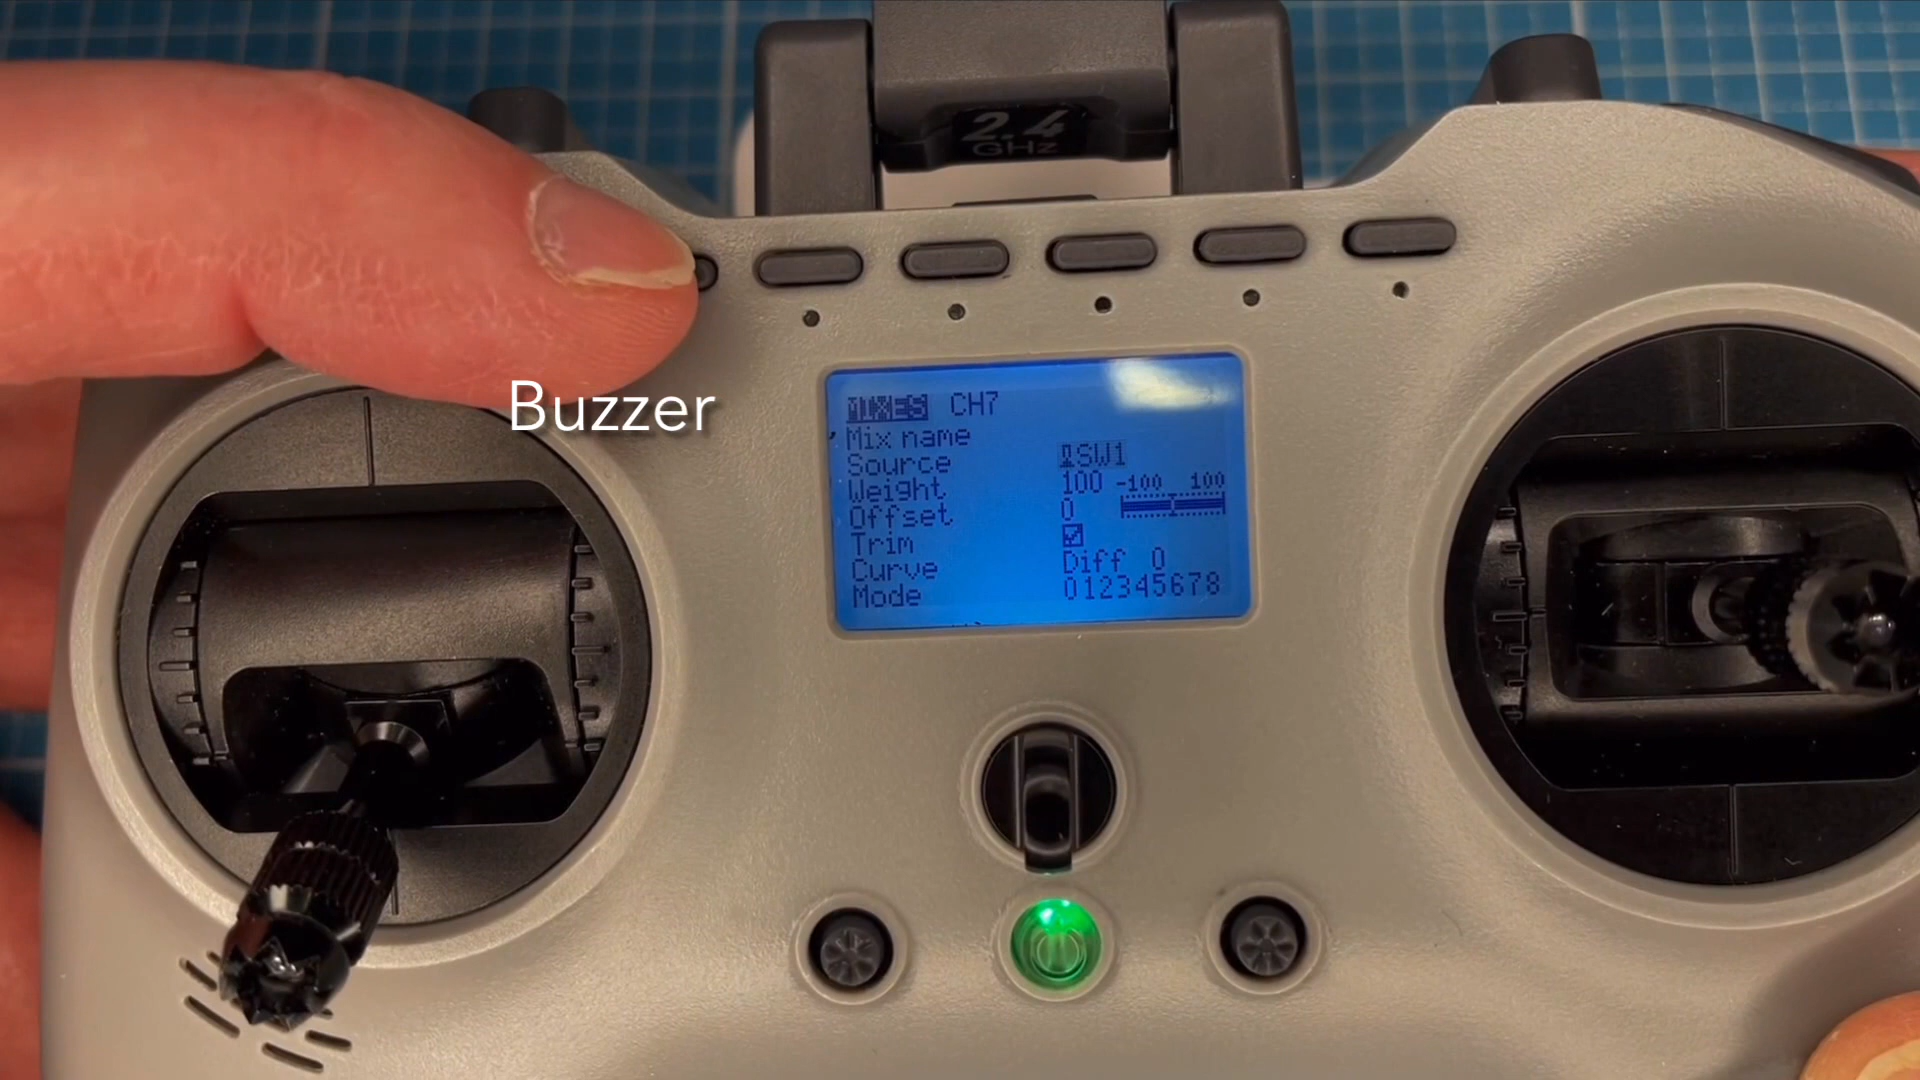 2.4
GHz
Buzzer
MIXES CH7
Mix name
Source SW1
Weight 100 -100 100
Offset 0
Trim
Curve Diff 0
Mode 012345678